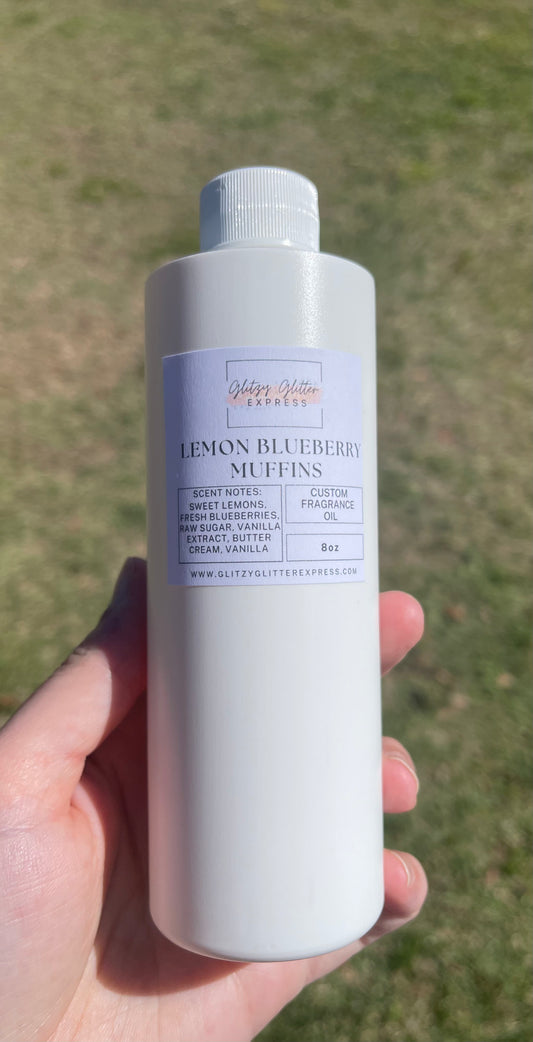 Glitzy Glitter
EXPRESS
LEMON BLUEBERRY
MUFFINS
SCENT NOTES:
SWEET LEMONS,
FRESH BLUEBERRIES,
RAW SUGAR, VANILLA
EXTRACT, BUTTER
CREAM, VANILLA
CUSTOM
FRAGRANCE
OIL
8oz
WWW.GLITZYGLITTEREXPRESS.COM